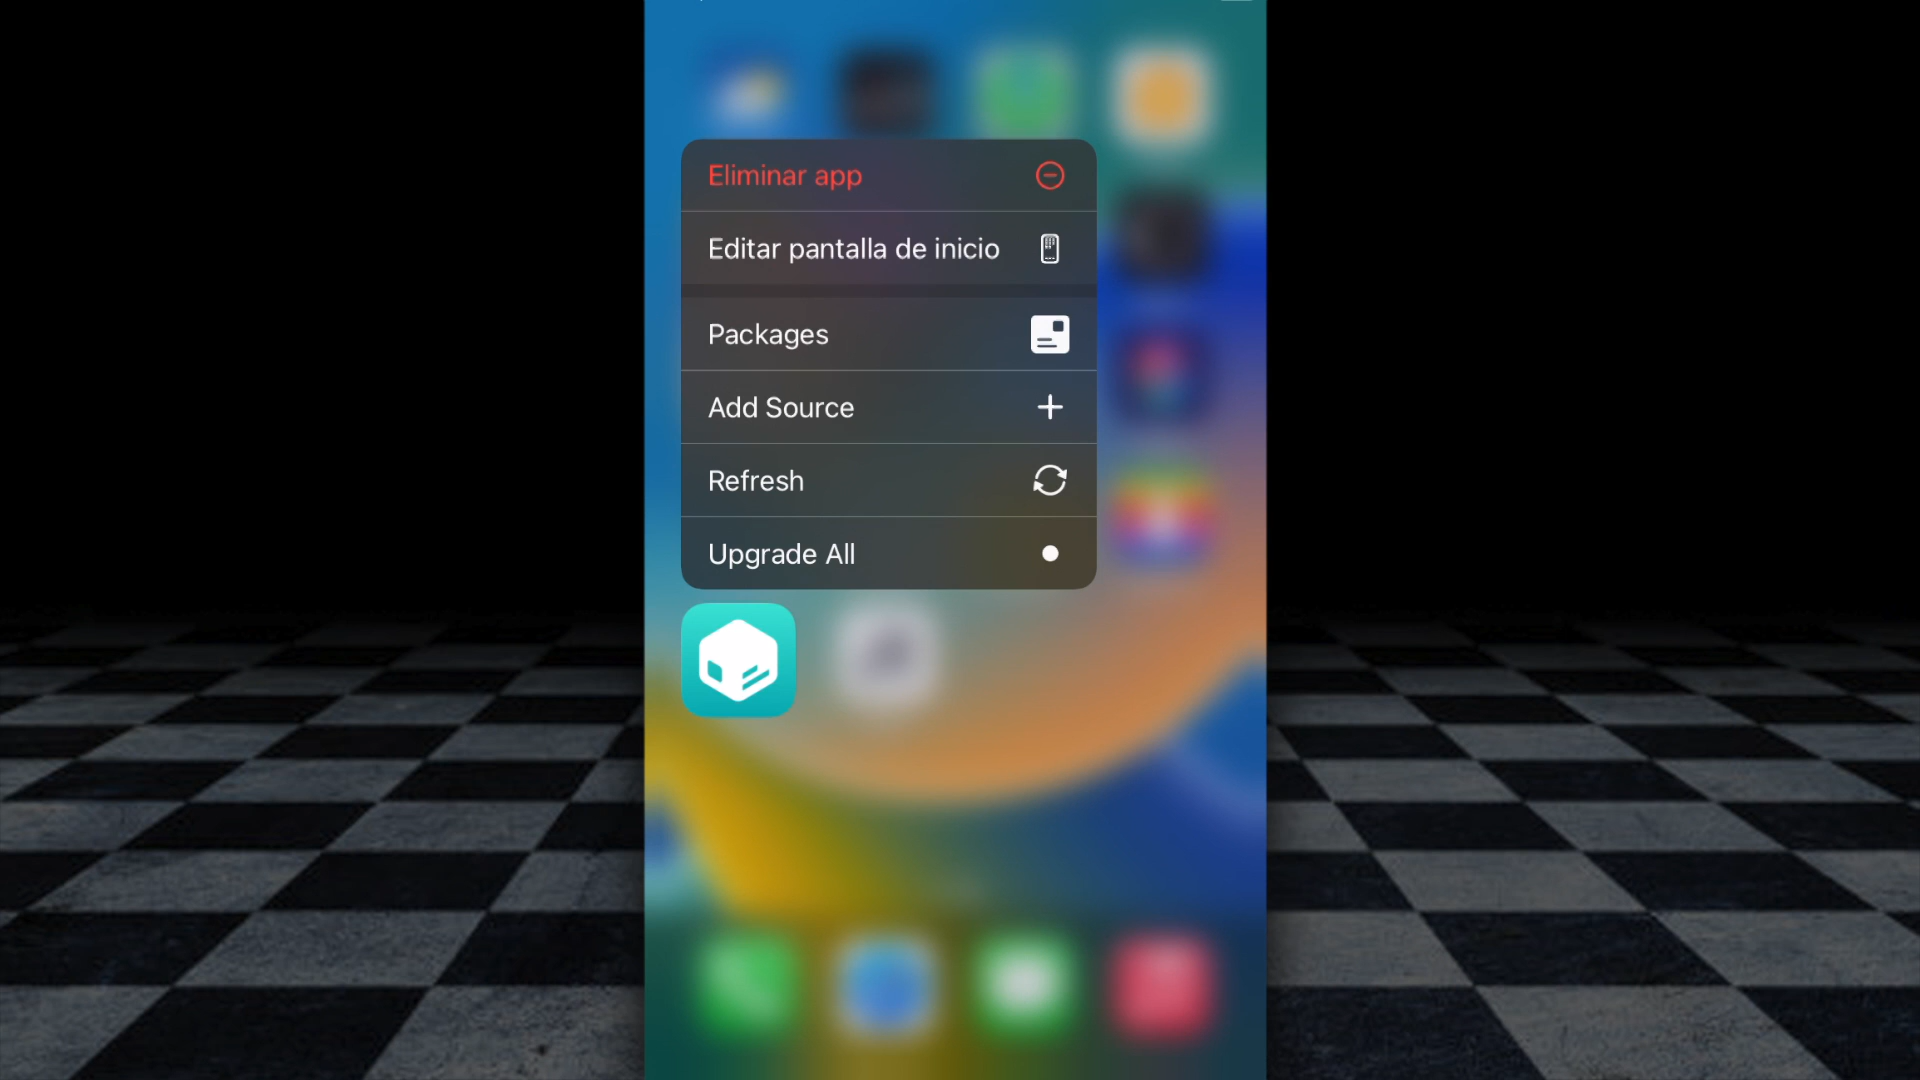 Eliminar app
Editar pantalla de inicio
Packages
Add Source
Refresh
Upgrade All